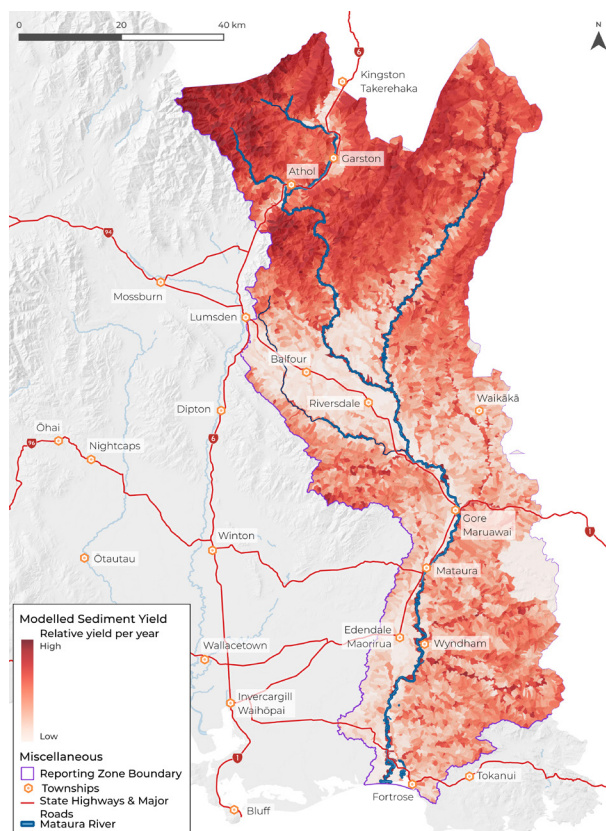 0 20 40 km
N
6
Kingston
Takerehaka
Garston
Athol
94
Mossburn
Lumsden
Balfour
Riversdale
Waikākā
Dipton
Ōhai
96
Nightcaps
6
Gore
Maruawai
1
Winton
Ōtautau
Mataura
Modelled Sediment Yield
Relative yield per year
High
Low
Edendale
Maorirua
Wyndham
Wallacetown
Invercargill
Waihōpai
Miscellaneous
Reporting Zone Boundary
Townships
State Highways & Major
Roads
Mataura River
1
Tokanui
Fortrose
Bluff